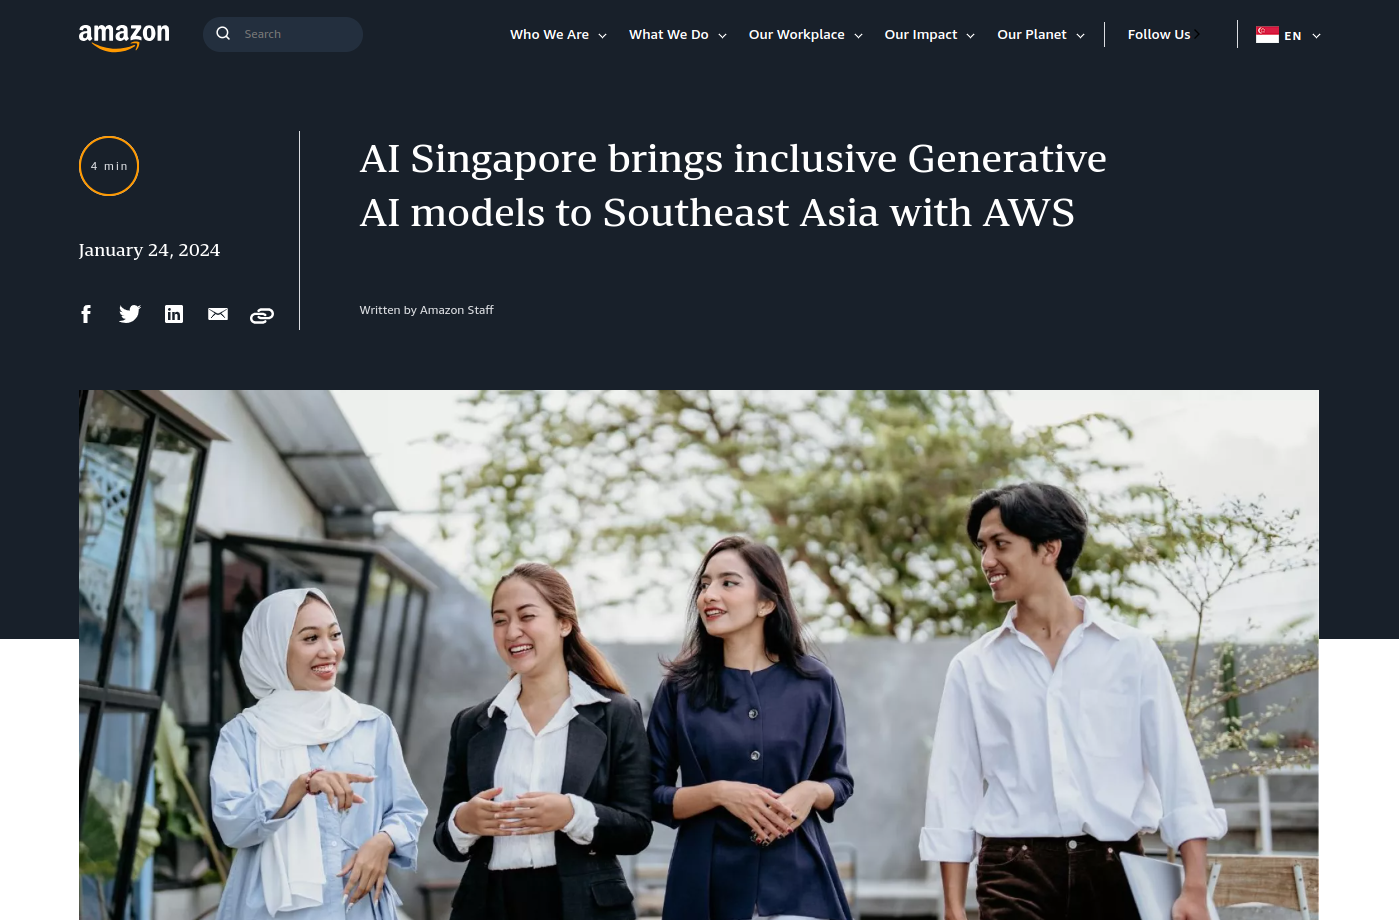 amazon
Search
Who We Are
What We Do
Our Workplace
Our Impact
Our Planet
Follow Us
EN
4 min
January 24, 2024
AI Singapore brings inclusive Generative
AI models to Southeast Asia with AWS
Written by Amazon Staff